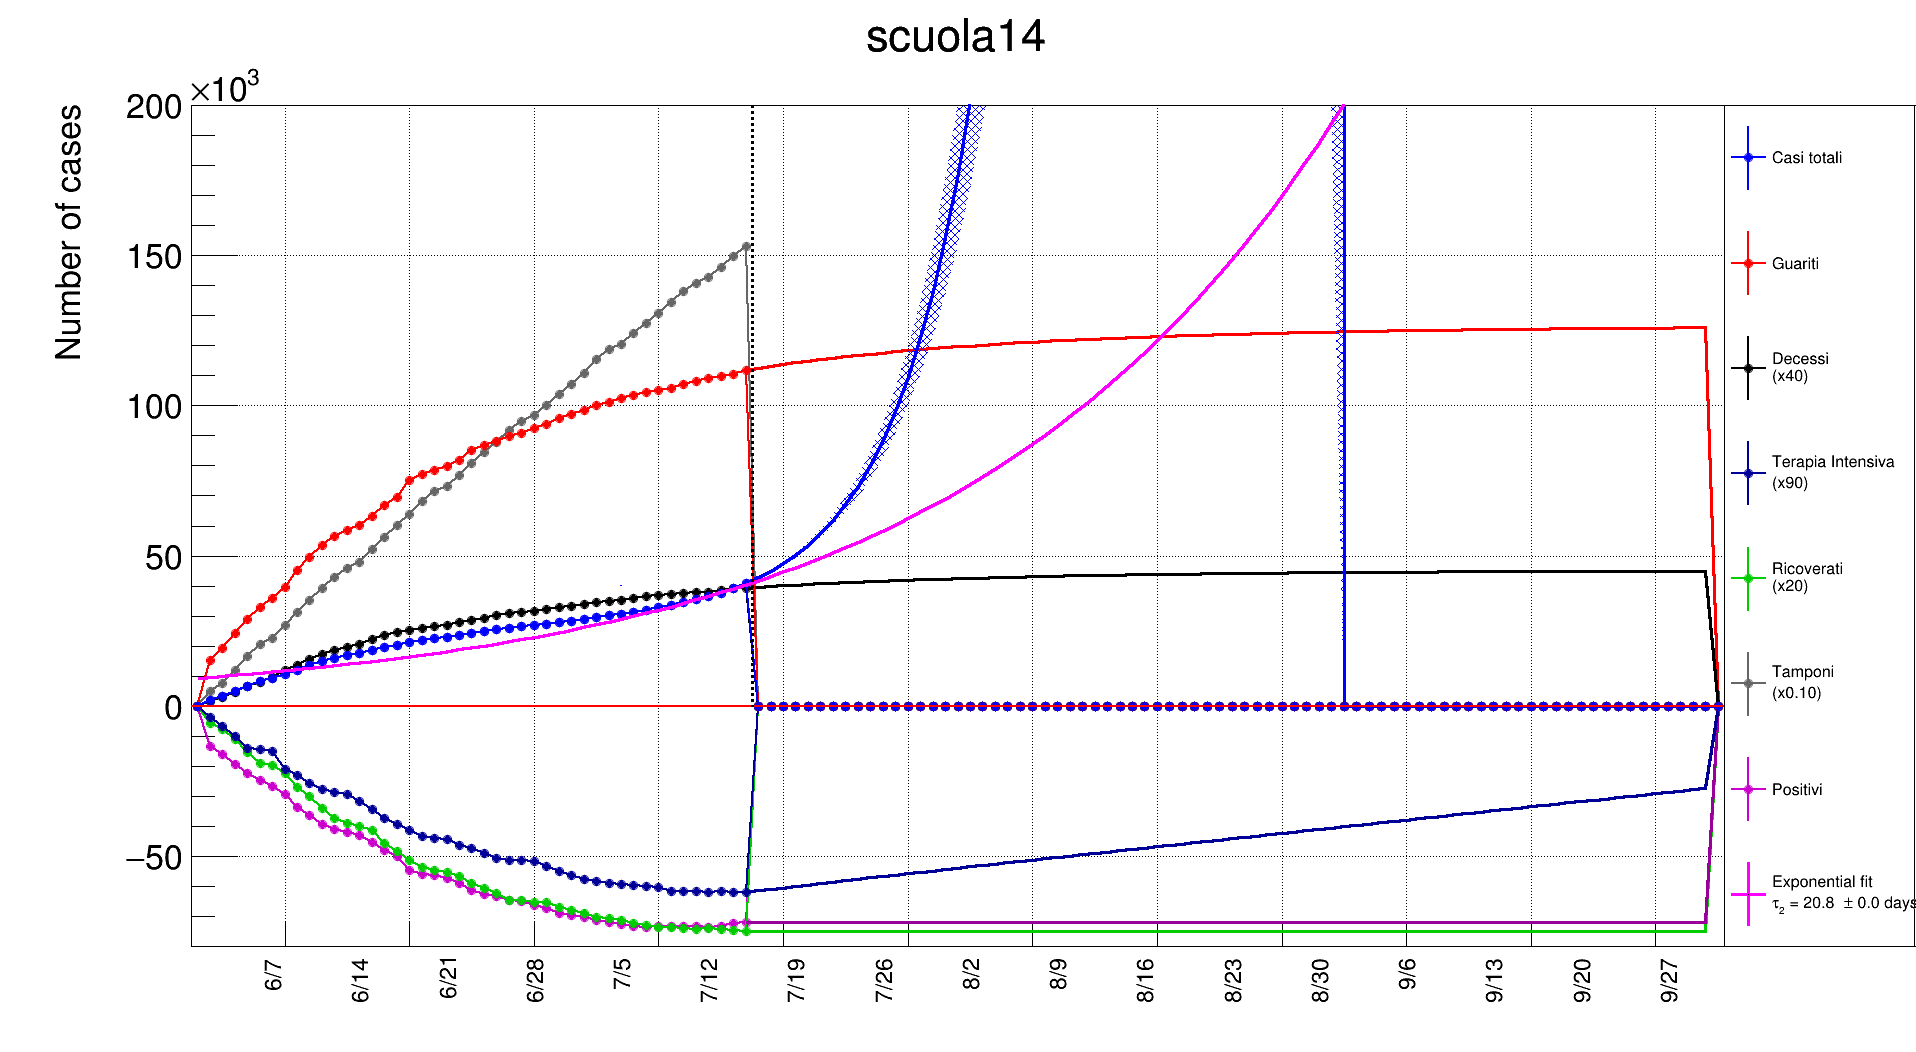 scuola14
×10³
Number of cases
200
150
100
50
0
−50
6/7
6/14
6/21
6/28
7/5
7/12
7/19
7/26
8/2
8/9
8/16
8/23
8/30
9/6
9/13
9/20
9/27
Casi totali
Guariti
Decessi
(x40)
Terapia Intensiva
(x90)
Ricoverati
(x20)
Tamponi
(x0.10)
Positivi
Exponential fit
τ₂ = 20.8 ± 0.0 days